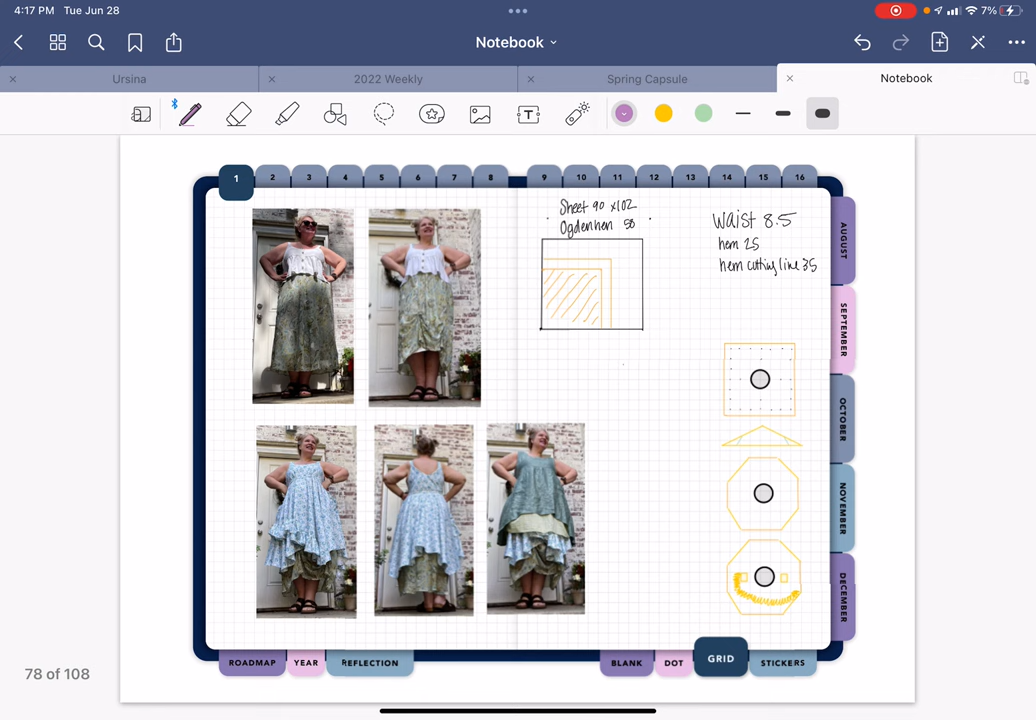 4:17 PM Tue Jun 28
7%
Notebook
Ursina
2022 Weekly
Spring Capsule
Notebook
T
1
2
3
4
5
6
7
8
9
10
11
12
13
14
15
16
Sheet 90 x102
58
Waist 8.5
hem 25
hem cutting line 35
AUGUST
SEPTEMBER
OCTOBER
NOVEMBER
DECEMBER
78 of 108
ROADMAP
YEAR
REFLECTION
BLANK
DOT
GRID
STICKERS